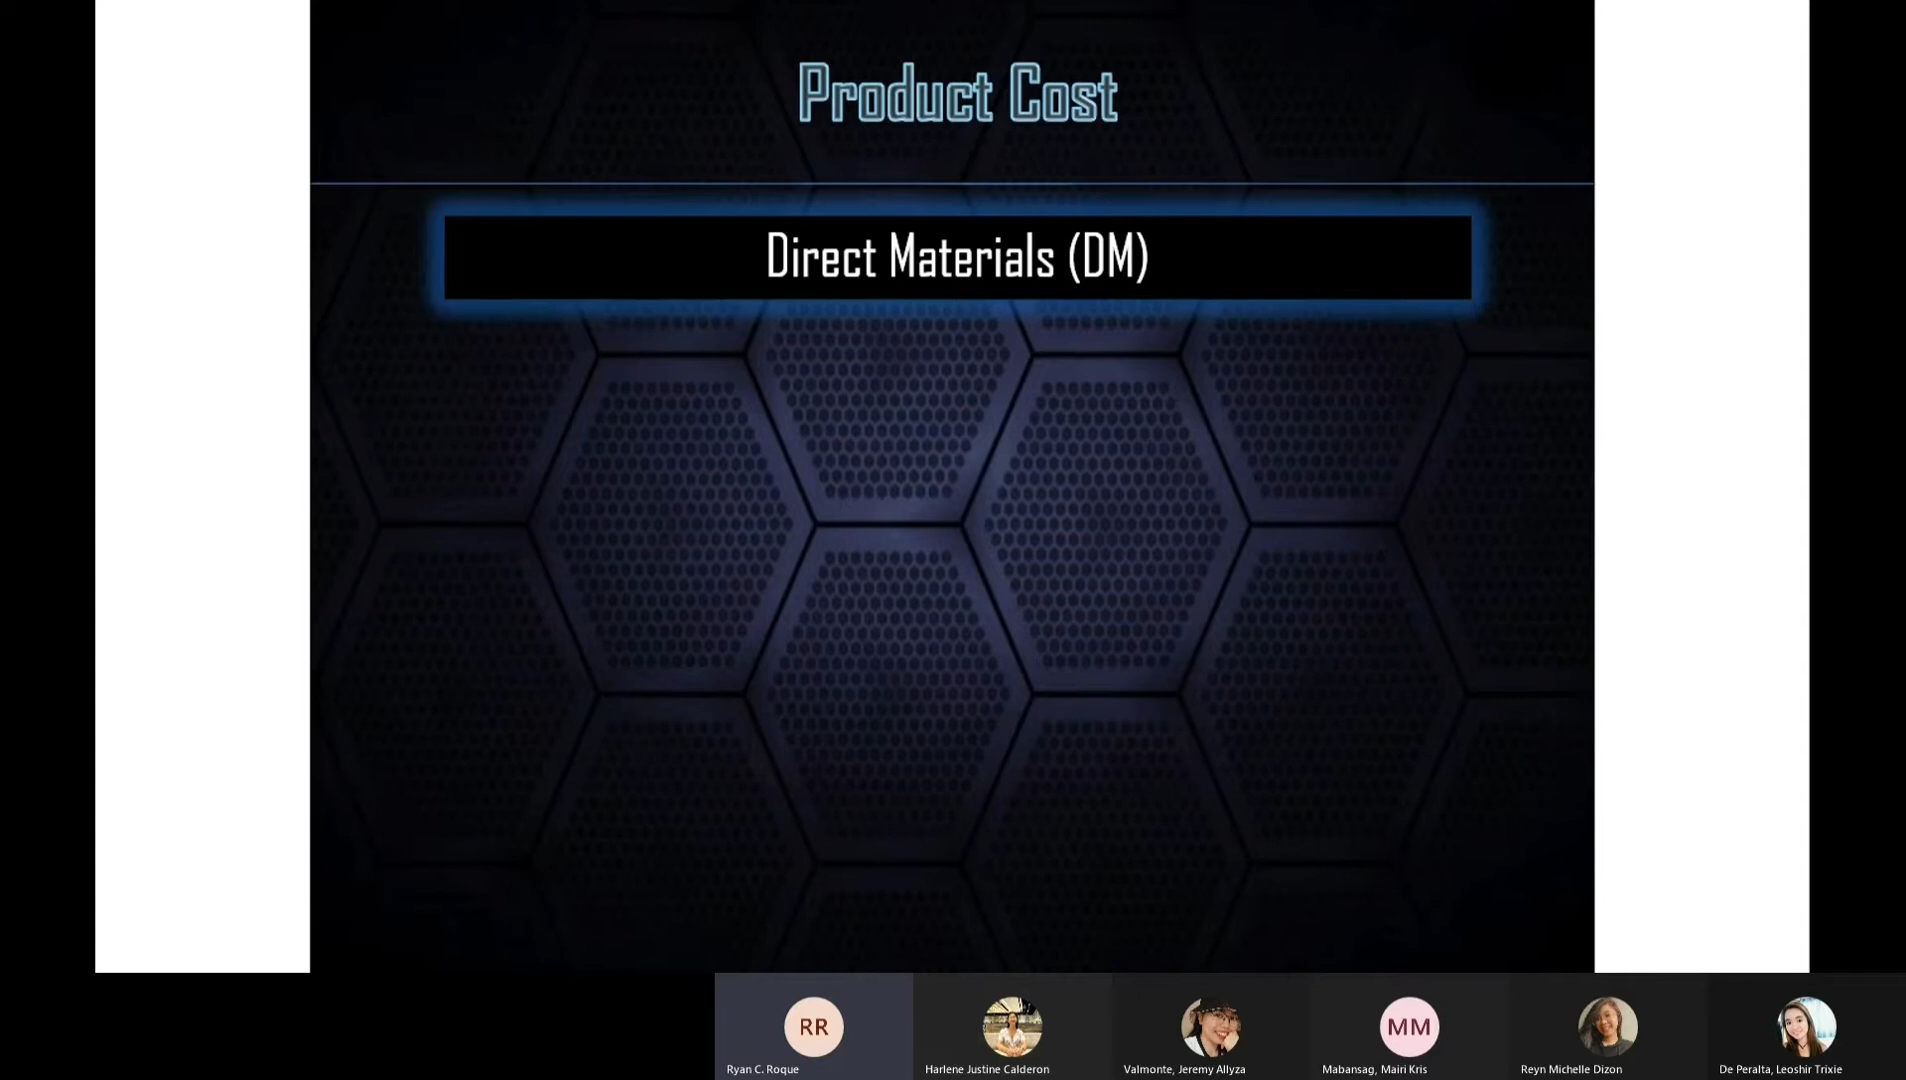 Product Cost
Direct Materials (DM)
RR
MM
Ryan C. Roque
Harlene Justine Calderon
Valmonte, Jeremy Allyza
Mabansag, Mairi Kris
Reyn Michelle Dizon
De Peralta, Leoshir Trixie